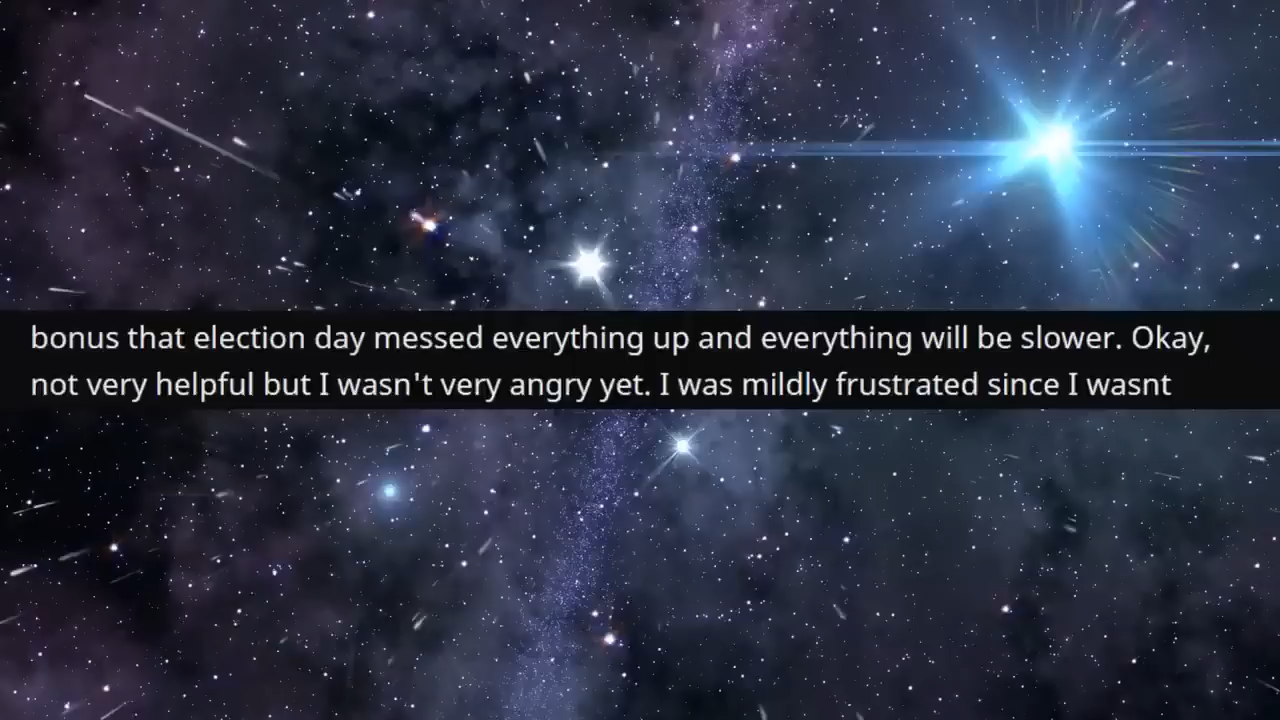 bonus that election day messed everything up and everything will be slower. Okay,
not very helpful but I wasn't very angry yet. I was mildly frustrated since I wasnt